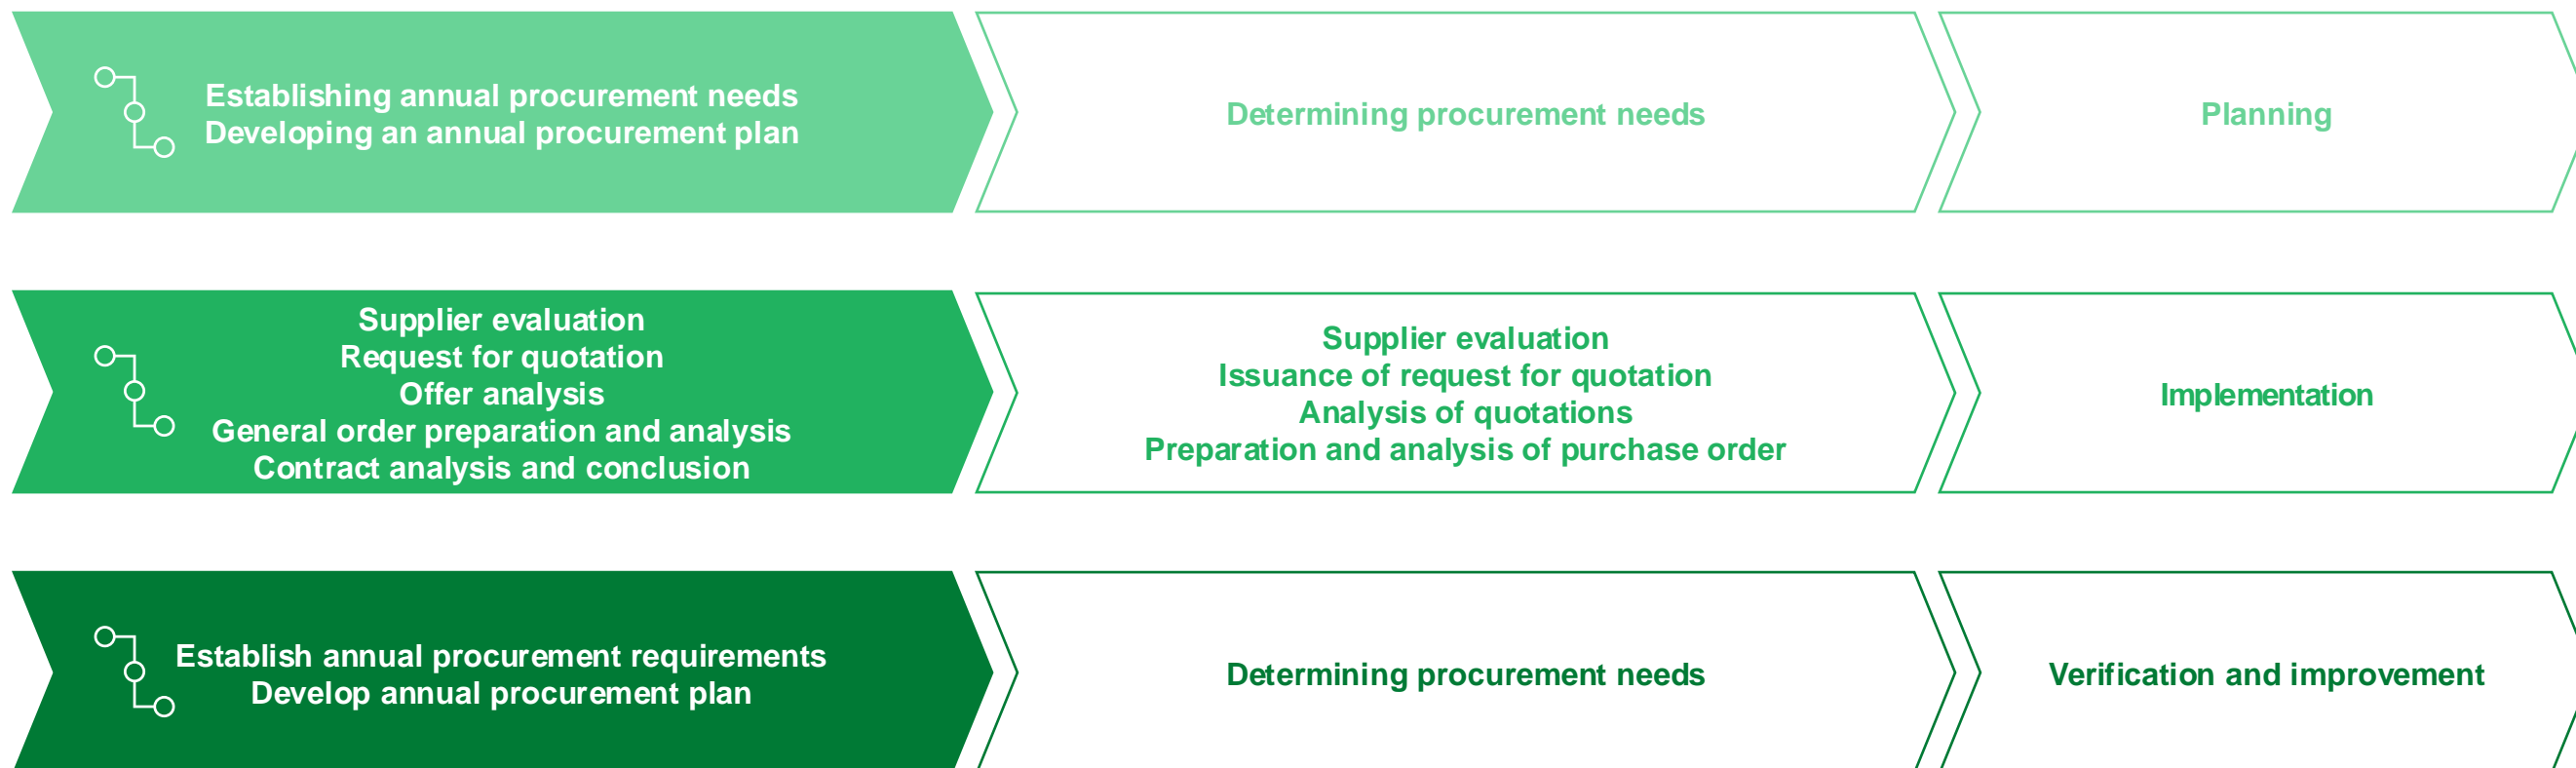 Establishing annual procurement needs
Developing an annual procurement plan
Determining procurement needs
Planning
Supplier evaluation
Request for quotation
Offer analysis
General order preparation and analysis
Contract analysis and conclusion
Supplier evaluation
Issuance of request for quotation
Analysis of quotations
Preparation and analysis of purchase order
Implementation
Establish annual procurement requirements
Develop annual procurement plan
Determining procurement needs
Verification and improvement